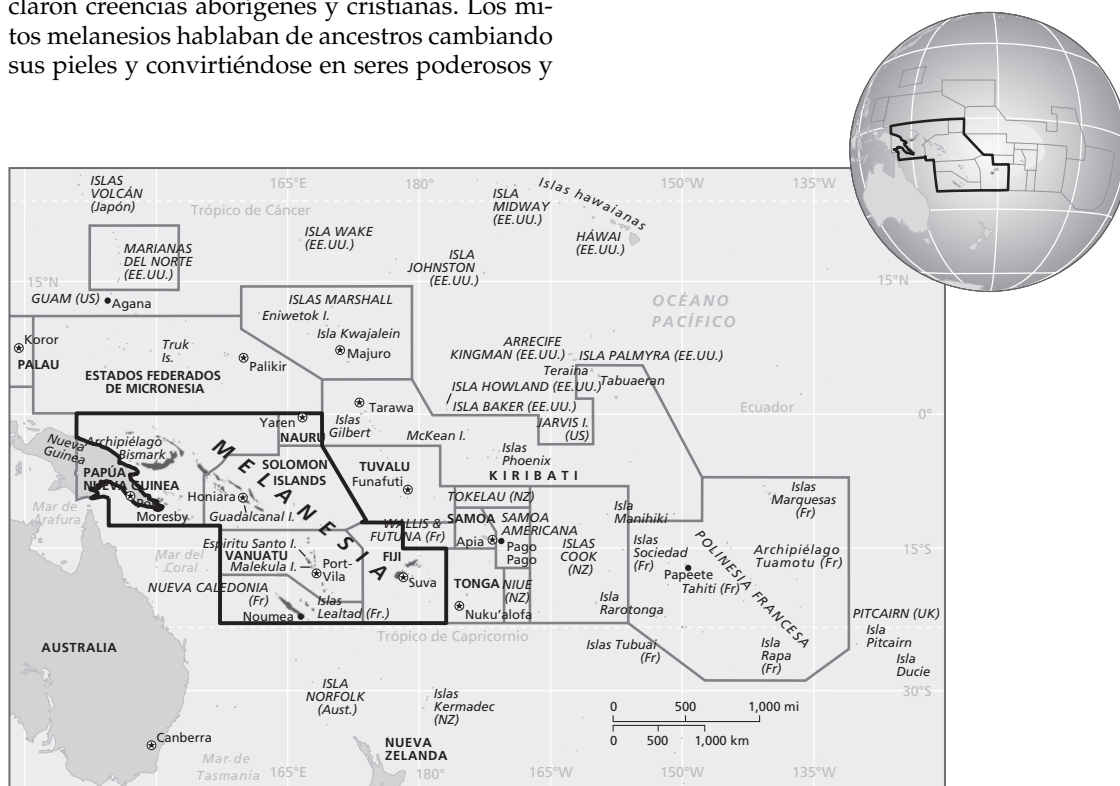 claron creencias aborígenes y cristianas. Los mi-
tos melanesios hablaban de ancestros cambiando
sus pieles y convirtiéndose en seres poderosos y
ISLAS
VOLCÁN
(Japón)
165°E
180°
150°W
135°W
Trópico de Cáncer
ISLA
MIDWAY
(EE.UU.)
Islas hawaianas
HÁWAI
(EE.UU.)
ISLA WAKE
(EE.UU.)
MARIANAS
DEL NORTE
(EE.UU.)
ISLA
JOHNSTON
(EE.UU.)
15°N
15°N
GUAM (US)
Agana
ISLAS MARSHALL
Eniwetok I.
Isla Kwajalein
Majuro
OCÉANO
PACÍFICO
Koror
PALAU
Truk
Is.
Palikir
ESTADOS FEDERADOS
DE MICRONESIA
ARRECIFE
KINGMAN (EE.UU.)
ISLA PALMYRA (EE.UU.)
Teraina
Tabuaeran
ISLA HOWLAND (EE.UU.)
ISLA BAKER (EE.UU.)
JARVIS I.
(US)
Ecuador
0°
Tarawa
Islas
Gilbert
Yaren
NAURU
McKean I.
Islas
Phoenix
KIRIBATI
Nueva
Guinea
Archipiélago
Bismark
MELANESIA
PAPÚA
NUEVA GUINEA
Port
Moresby
SOLOMON
ISLANDS
Honiara
Guadalcanal I.
TUVALU
Funafuti
TOKELAU (NZ)
Islas
Marquesas
(Fr)
Mar de
Arafura
WALLIS &
FUTUNA (Fr)
SAMOA
Apia
SAMOA
AMERICANA
Pago
Pago
Isla
Manihiki
ISLAS
COOK
(NZ)
Islas
Sociedad
(Fr)
Papeete
Tahiti (Fr)
POLINESIA FRANCESA
Archipiélago
Tuamotu (Fr)
15°S
Mar del
Coral
Espiritu Santo I.
VANUATU
Malekula I.
Port-
Vila
FIJI
Suva
TONGA
Nuku'alofa
NIUE
(NZ)
NUEVA CALEDONIA
(Fr)
Noumea
Islas
Lealtad (Fr.)
Isla
Rarotonga
PITCAIRN (UK)
Isla
Pitcairn
Isla
Ducie
Trópico de Capricornio
Islas Tubuai
(Fr)
Isla
Rapa
(Fr)
AUSTRALIA
ISLA
NORFOLK
(Aust.)
Islas
Kermadec
(NZ)
30°S
0 500 1,000 mi
0 500 1,000 km
Canberra
NUEVA
ZELANDA
Mar de
Tasmania
165°E
180°
165°W
150°W
135°W